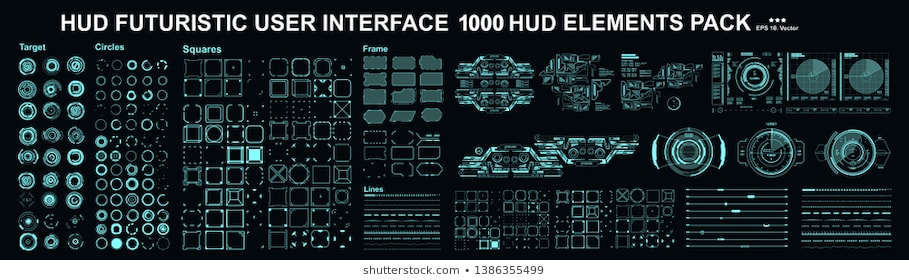 HUD FUTURISTIC USER INTERFACE 1000 HUD ELEMENTS PACK
EPS 10. Vector
Target
Circles
Squares
Frame
Lines
shutterstock.com • 1386355499